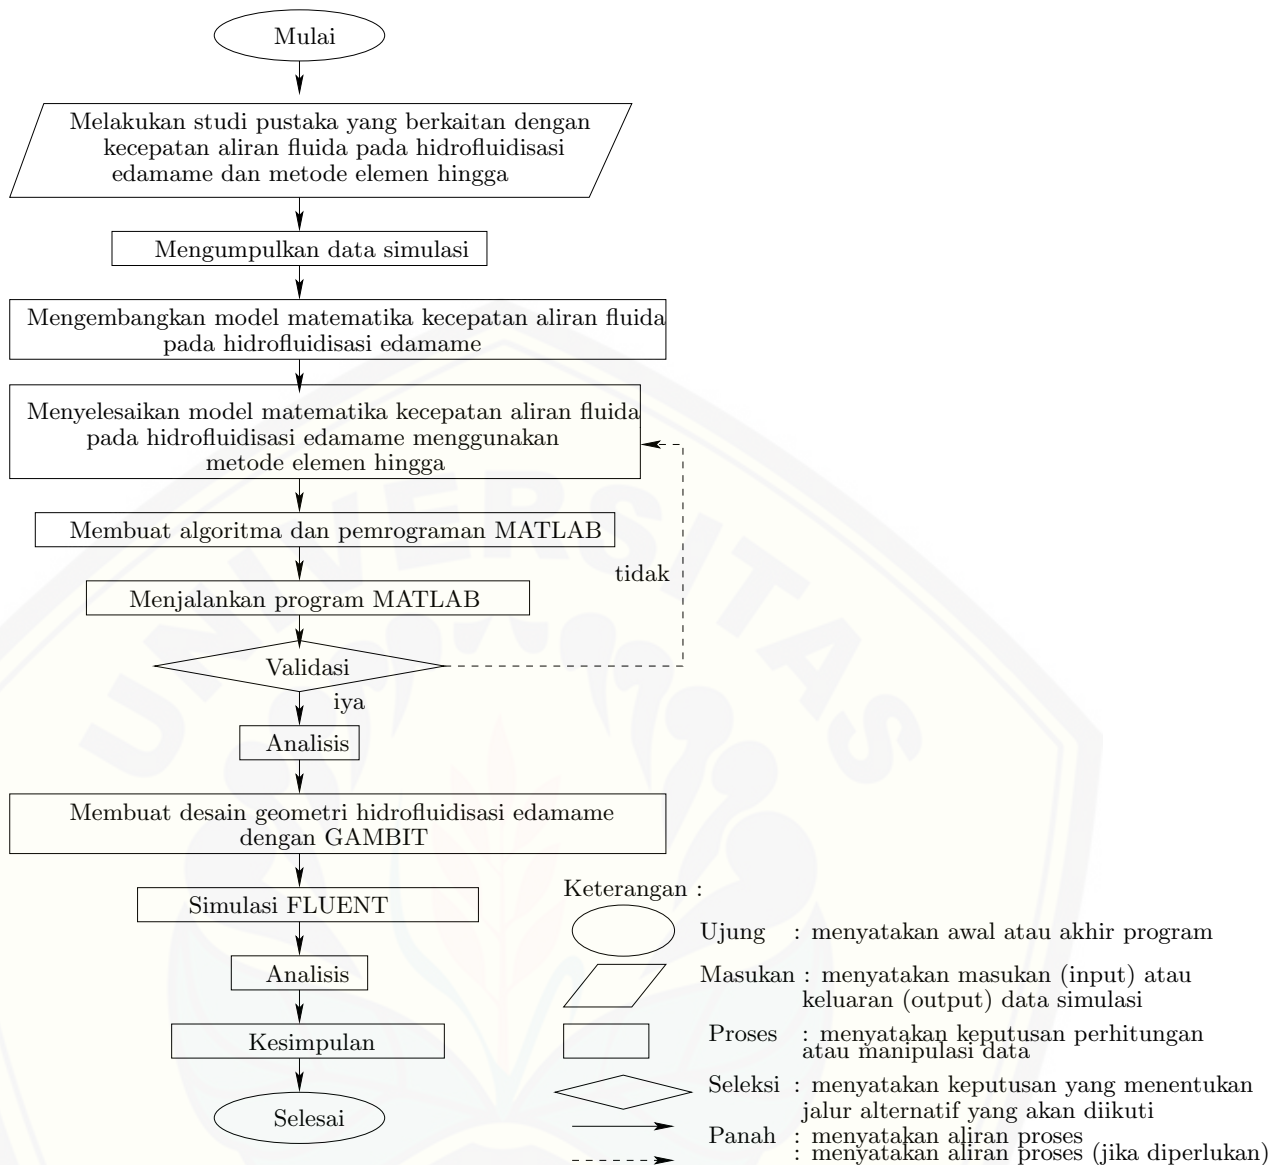 Mulai
Melakukan studi pustaka yang berkaitan dengan
kecepatan aliran fluida pada hidrofluidisasi
edamame dan metode elemen hingga
Mengumpulkan data simulasi
Mengembangkan model matematika kecepatan aliran fluida
pada hidrofluidisasi edamame
Menyelesaikan model matematika kecepatan aliran fluida
pada hidrofluidisasi edamame menggunakan
metode elemen hingga
Membuat algoritma dan pemrograman MATLAB
tidak
Menjalankan program MATLAB
Validasi
iya
Analisis
Membuat desain geometri hidrofluidisasi edamame
dengan GAMBIT
Simulasi FLUENT
Analisis
Kesimpulan
Selesai
Keterangan :
Ujung : menyatakan awal atau akhir program
Masukan : menyatakan masukan (input) atau
keluaran (output) data simulasi
Proses : menyatakan keputusan perhitungan
atau manipulasi data
Seleksi : menyatakan keputusan yang menentukan
jalur alternatif yang akan diikuti
Panah : menyatakan aliran proses
: menyatakan aliran proses (jika diperlukan)
UNIVERSITAS